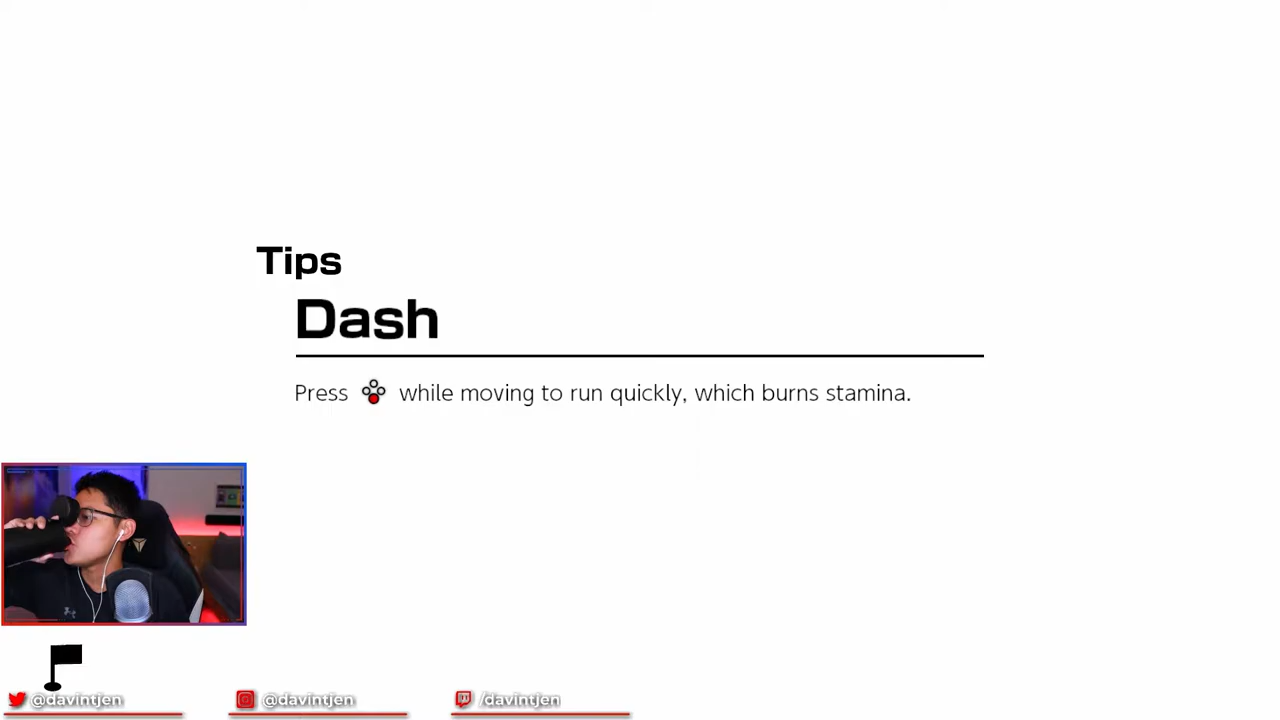 Tips
Dash
Press while moving to run quickly, which burns stamina.
@davintjen @davintjen /davintjen